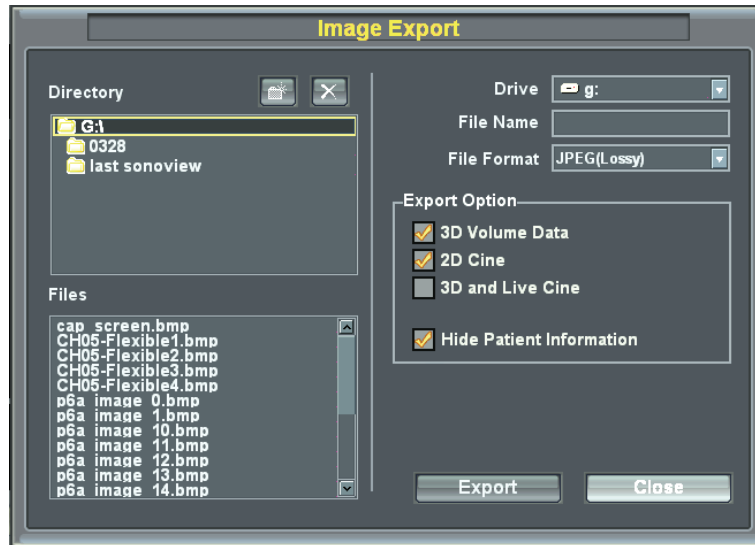 Image Export
Directory
G:\
0328
last sonoview
Files
cap_screen.bmp
CH05-Flexible1.bmp
CH05-Flexible2.bmp
CH05-Flexible3.bmp
CH05-Flexible4.bmp
p6a_image_0.bmp
p6a_image_1.bmp
p6a_image_10.bmp
p6a_image_11.bmp
p6a_image_12.bmp
p6a_image_13.bmp
p6a_image_14.bmp
Drive g:
File Name
File Format JPEG(Lossy)
Export Option
3D Volume Data
2D Cine
3D and Live Cine
Hide Patient Information
Export Close